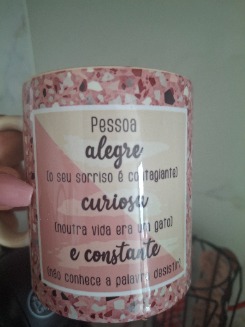 Pessoa
alegre
(o seu sorriso é contagiante)
curiosa
(noutra vida era um gato)
e constante
(não conhece a palavra desistir)